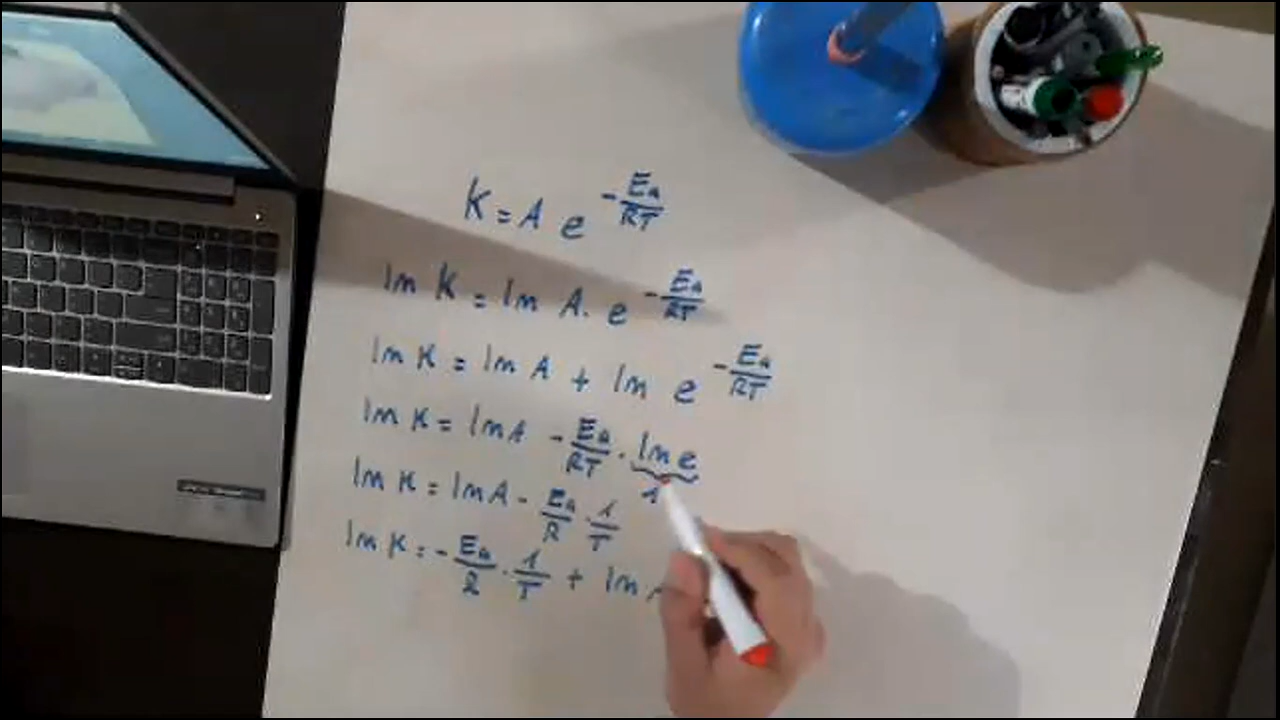 K = A e^{-Ea/RT}
ln K = ln A. e^{-Ea/RT}
ln K = ln A + ln e^{-Ea/RT}
ln K = ln A - Ea/RT . ln e
1
ln K = ln A - Ea/R . 1/T
ln K = - Ea/R . 1/T + ln